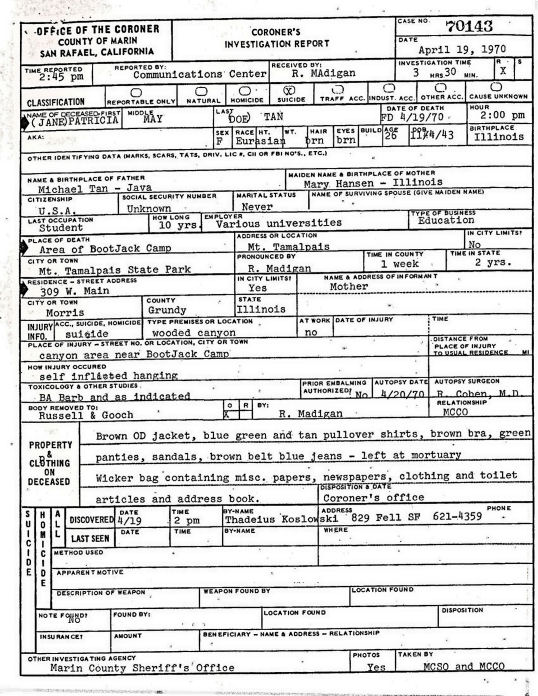 OFFICE OF THE CORONER
COUNTY OF MARIN
SAN RAFAEL, CALIFORNIA
CORONER'S
INVESTIGATION REPORT
CASE NO. 70143
DATE
April 19, 1970
TIME REPORTED
2:45 pm
REPORTED BY:
Communications Center
RECEIVED BY:
R. MAdigan
INVESTIGATION TIME
3 HRS. 30 MIN.
R S
X
CLASSIFICATION
REPORTABLE ONLY NATURAL HOMICIDE SUICIDE TRAFF ACC. INDUST. ACC. OTHER ACC. CAUSE UNKNOWN
X
NAME OF DECEASED-FIRST MIDDLE LAST
(JANE)PATRICIA MAY DOE) TAN
DATE OF DEATH
FD 4/19/70
HOUR
2:00 pm
AKA:
SEX RACE HT. WT. HAIR EYES BUILD AGE DOB BIRTHPLACE
F Eurasian brn brn 26 11/4/43 Illinois
OTHER IDENTIFYING DATA (MARKS, SCARS, TATS, DRIV. LIC #, CII OR FBI NO'S., ETC.)
NAME & BIRTHPLACE OF FATHER
Michael Tan - Java
MAIDEN NAME & BIRTHPLACE OF MOTHER
Mary Hansen - Illinois
CITIZENSHIP
U.S.A.
SOCIAL SECURITY NUMBER
Unknown
MARITAL STATUS
Never
NAME OF SURVIVING SPOUSE (GIVE MAIDEN NAME)
LAST OCCUPATION
Student
HOW LONG
10 yrs.
EMPLOYER
Various universities
TYPE OF BUSINESS
Education
PLACE OF DEATH
Area of BootJack Camp
ADDRESS OR LOCATION
Mt. Tamalpais
IN CITY LIMITS?
No
CITY OR TOWN
Mt. Tamalpais State Park
PRONOUNCED BY
R. Madigan
TIME IN COUNTY
1 week
TIME IN STATE
2 yrs.
RESIDENCE - STREET ADDRESS
309 W. Main
IN CITY LIMITS?
Yes
NAME & ADDRESS OF INFORMANT
Mother
CITY OR TOWN
Morris
COUNTY
Grundy
STATE
Illinois
INJURY INFO.
ACC., SUICIDE, HOMICIDE
suicide
TYPE PREMISES OR LOCATION
wooded canyon
AT WORK
no
DATE OF INJURY
TIME
PLACE OF INJURY - STREET NO. OR LOCATION, CITY OR TOWN
canyon area near BootJack Camp
DISTANCE FROM
PLACE OF INJURY
TO USUAL RESIDENCE MI
HOW INJURY OCCURED
self inflicted hanging
TOXICOLOGY & OTHER STUDIES
BA Barb and as indicated
PRIOR EMBALMING
AUTHORIZED? No
AUTOPSY DATE
4/20/70
AUTOPSY SURGEON
R. Cohen, M.D.
BODY REMOVED TO:
Russell & Gooch
O R
X
BY:
R. Madigan
RELATIONSHIP
MCCO
PROPERTY
&
CLOTHING
ON
DECEASED
Brown OD jacket, blue green and tan pullover shirts, brown bra, green
panties, sandals, brown belt blue jeans - left at mortuary
Wicker bag containing misc. papers, newspapers, clothing and toilet
articles and address book.
DISPOSITION & DATE
Coroner's office
SUICIDE
HOMICIDE
ALL
DISCOVERED
DATE
4/19
TIME
2 pm
BY-NAME
Thadeius Koslowski
ADDRESS
829 Fell SF
PHONE
621-4359
LAST SEEN
DATE
TIME
BY-NAME
WHERE
METHOD USED
APPARENT MOTIVE
DESCRIPTION OF WEAPON
WEAPON FOUND BY
LOCATION FOUND
NOTE FOUND?
NO
FOUND BY:
LOCATION FOUND
DISPOSITION
INSURANCE?
AMOUNT
BENEFICIARY - NAME & ADDRESS - RELATIONSHIP
OTHER INVESTIGATING AGENCY
Marin County Sheriff's Office
PHOTOS
Yes
TAKEN BY
MCSO and MCCO